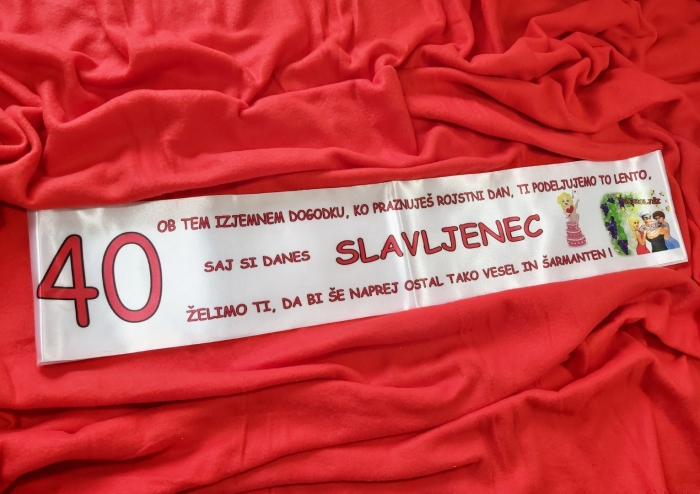 40
OB TEM IZJEMNEM DOGODKU, KO PRAZNUJEŠ ROJSTNI DAN, TI PODELJUJEMO TO LENTO,
SAJ SI DANES SLAVLJENEC
ŽELIMO TI, DA BI ŠE NAPREJ OSTAL TAKO VESEL IN ŠARMANTEN !